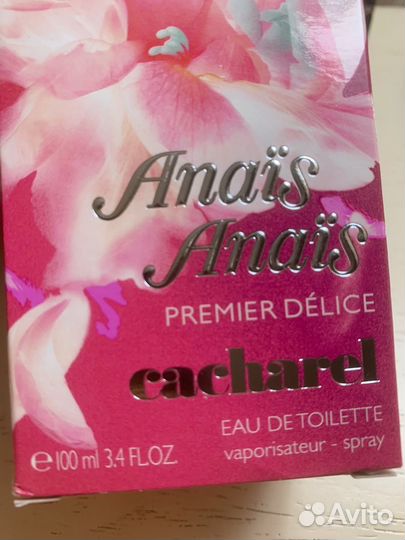 Anaïs
Anaïs
PREMIER DÉLICE
cacharel
EAU DE TOILETTE
vaporisateur - spray
℮100 ml 3.4 FL.OZ
Avito